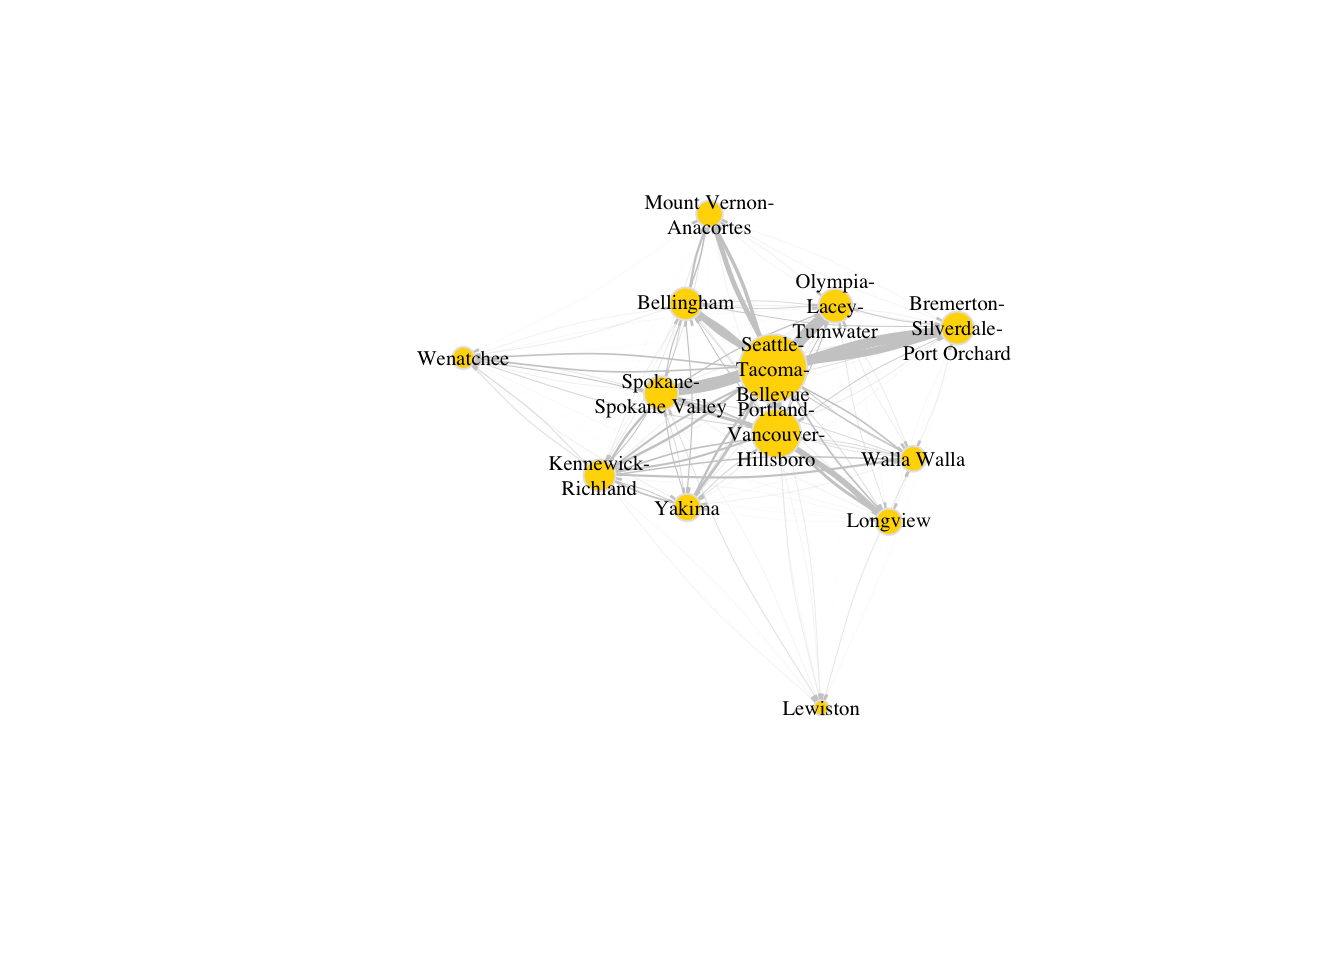 Mount Vernon-
Anacortes
Olympia-
Lacey-
Tumwater
Bellingham
Bremerton-
Silverdale-
Port Orchard
Seattle-
Tacoma-
Bellevue
Wenatchee
Spokane-
Spokane Valley
Portland-
Vancouver-
Hillsboro
Walla Walla
Kennewick-
Richland
Yakima
Longview
Lewiston